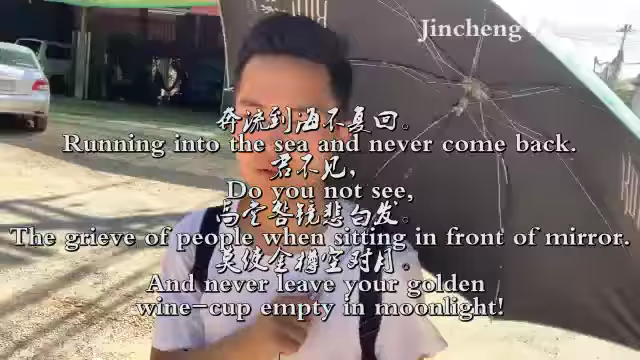 Jincheng
奔流到海不复回。
Running into the sea and never come back.
君不见,
Do you not see,
高堂明镜悲白发。
The grieve of people when sitting in front of mirror.
莫使金樽空对月。
And never leave your golden
wine-cup empty in moonlight!